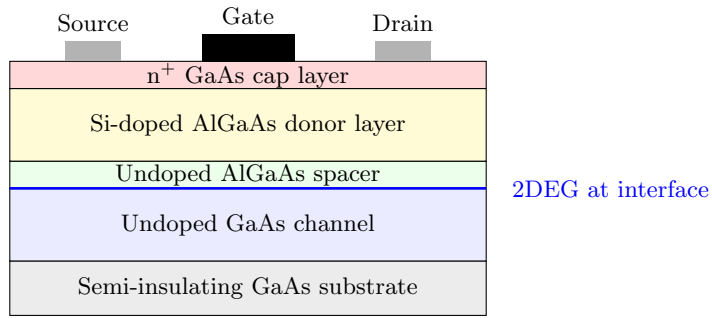 Source
Gate
Drain
n⁺ GaAs cap layer
Si-doped AlGaAs donor layer
Undoped AlGaAs spacer
2DEG at interface
Undoped GaAs channel
Semi-insulating GaAs substrate